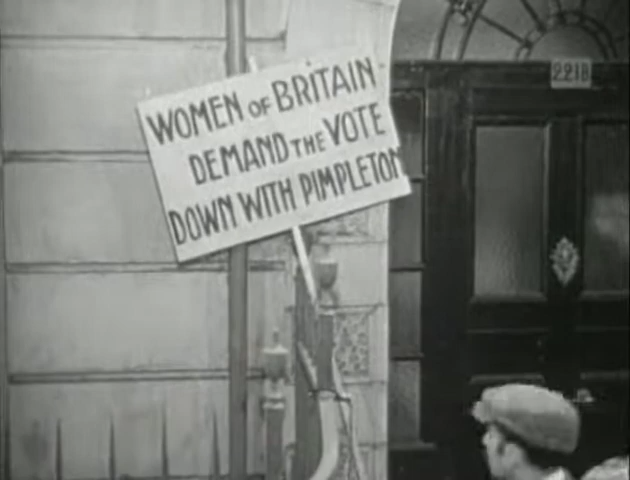 221B
WOMEN OF BRITAIN
DEMAND THE VOTE
DOWN WITH PIMPLETON